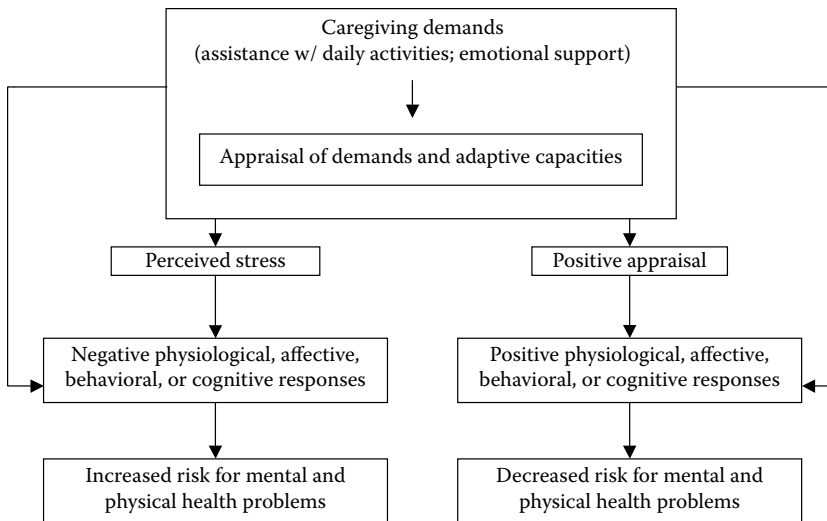 Caregiving demands
(assistance w/ daily activities; emotional support)
Appraisal of demands and adaptive capacities
Perceived stress
Positive appraisal
Negative physiological, affective,
behavioral, or cognitive responses
Positive physiological, affective,
behavioral, or cognitive responses
Increased risk for mental and
physical health problems
Decreased risk for mental and
physical health problems